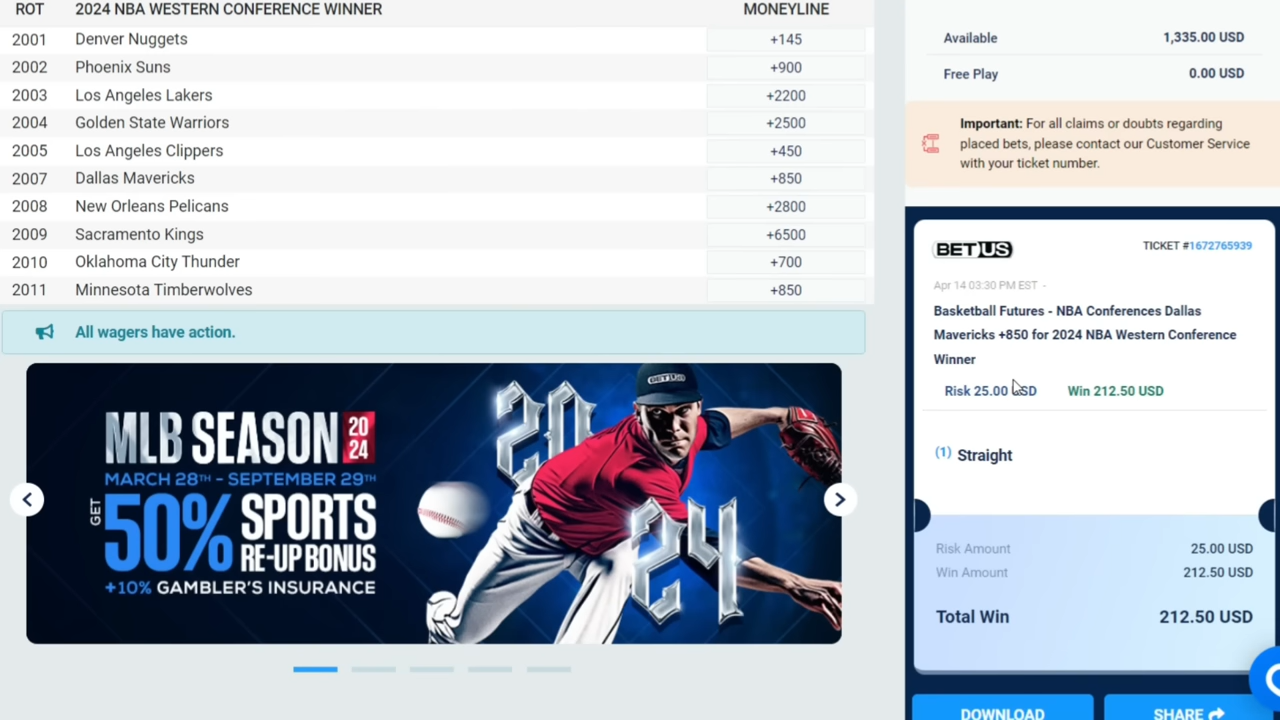 ROT 2024 NBA WESTERN CONFERENCE WINNER MONEYLINE
2001 Denver Nuggets +145
2002 Phoenix Suns +900
2003 Los Angeles Lakers +2200
2004 Golden State Warriors +2500
2005 Los Angeles Clippers +450
2007 Dallas Mavericks +850
2008 New Orleans Pelicans +2800
2009 Sacramento Kings +6500
2010 Oklahoma City Thunder +700
2011 Minnesota Timberwolves +850
All wagers have action.
BETUS
2024
MLB SEASON 2024
MARCH 28TH - SEPTEMBER 29TH
GET 50% SPORTS
RE-UP BONUS
+10% GAMBLER'S INSURANCE
Available 1,335.00 USD
Free Play 0.00 USD
Important: For all claims or doubts regarding
placed bets, please contact our Customer Service
with your ticket number.
BETUS TICKET #1672765939
Apr 14 03:30 PM EST -
Basketball Futures - NBA Conferences Dallas
Mavericks +850 for 2024 NBA Western Conference
Winner
Risk 25.00 USD Win 212.50 USD
(1) Straight
Risk Amount 25.00 USD
Win Amount 212.50 USD
Total Win 212.50 USD
DOWNLOAD SHARE